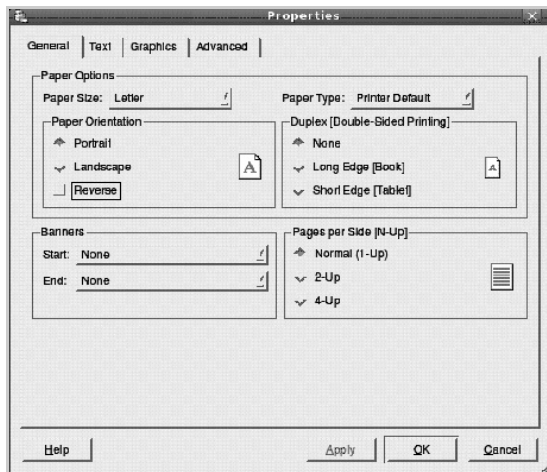 Properties
General Text Graphics Advanced
Paper Options
Paper Size: Letter
Paper Type: Printer Default
Paper Orientation
Portrait
Landscape
Reverse
Duplex [Double-Sided Printing]
None
Long Edge [Book]
Short Edge [Tablet]
Banners
Start: None
End: None
Pages per Side [N-Up]
Normal (1-Up)
2-Up
4-Up
Help
Apply
OK
Cancel